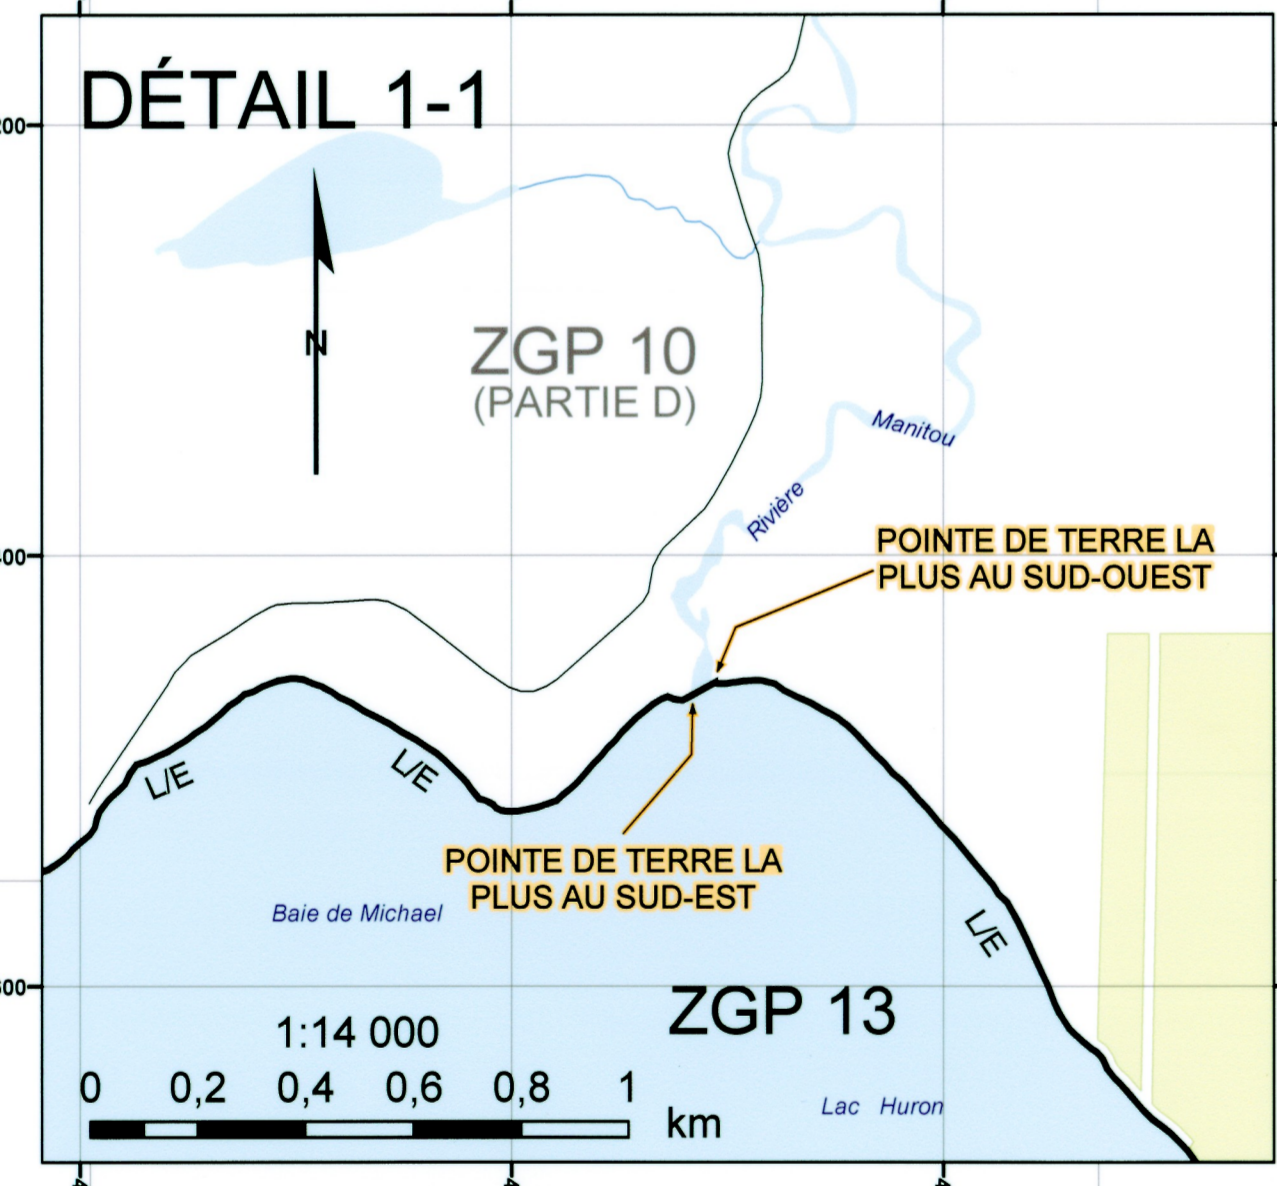 DÉTAIL 1-1
N
ZGP 10
(PARTIE D)
Manitou
Rivière
POINTE DE TERRE LA
PLUS AU SUD-OUEST
L/E
L/E
POINTE DE TERRE LA
PLUS AU SUD-EST
Baie de Michael
L/E
ZGP 13
1:14 000
0 0,2 0,4 0,6 0,8 1
km
Lac Huron